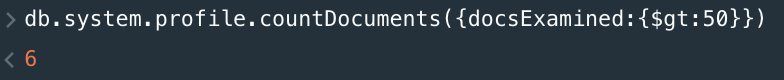 > db.system.profile.countDocuments({docsExamined:{$gt:50}})
< 6